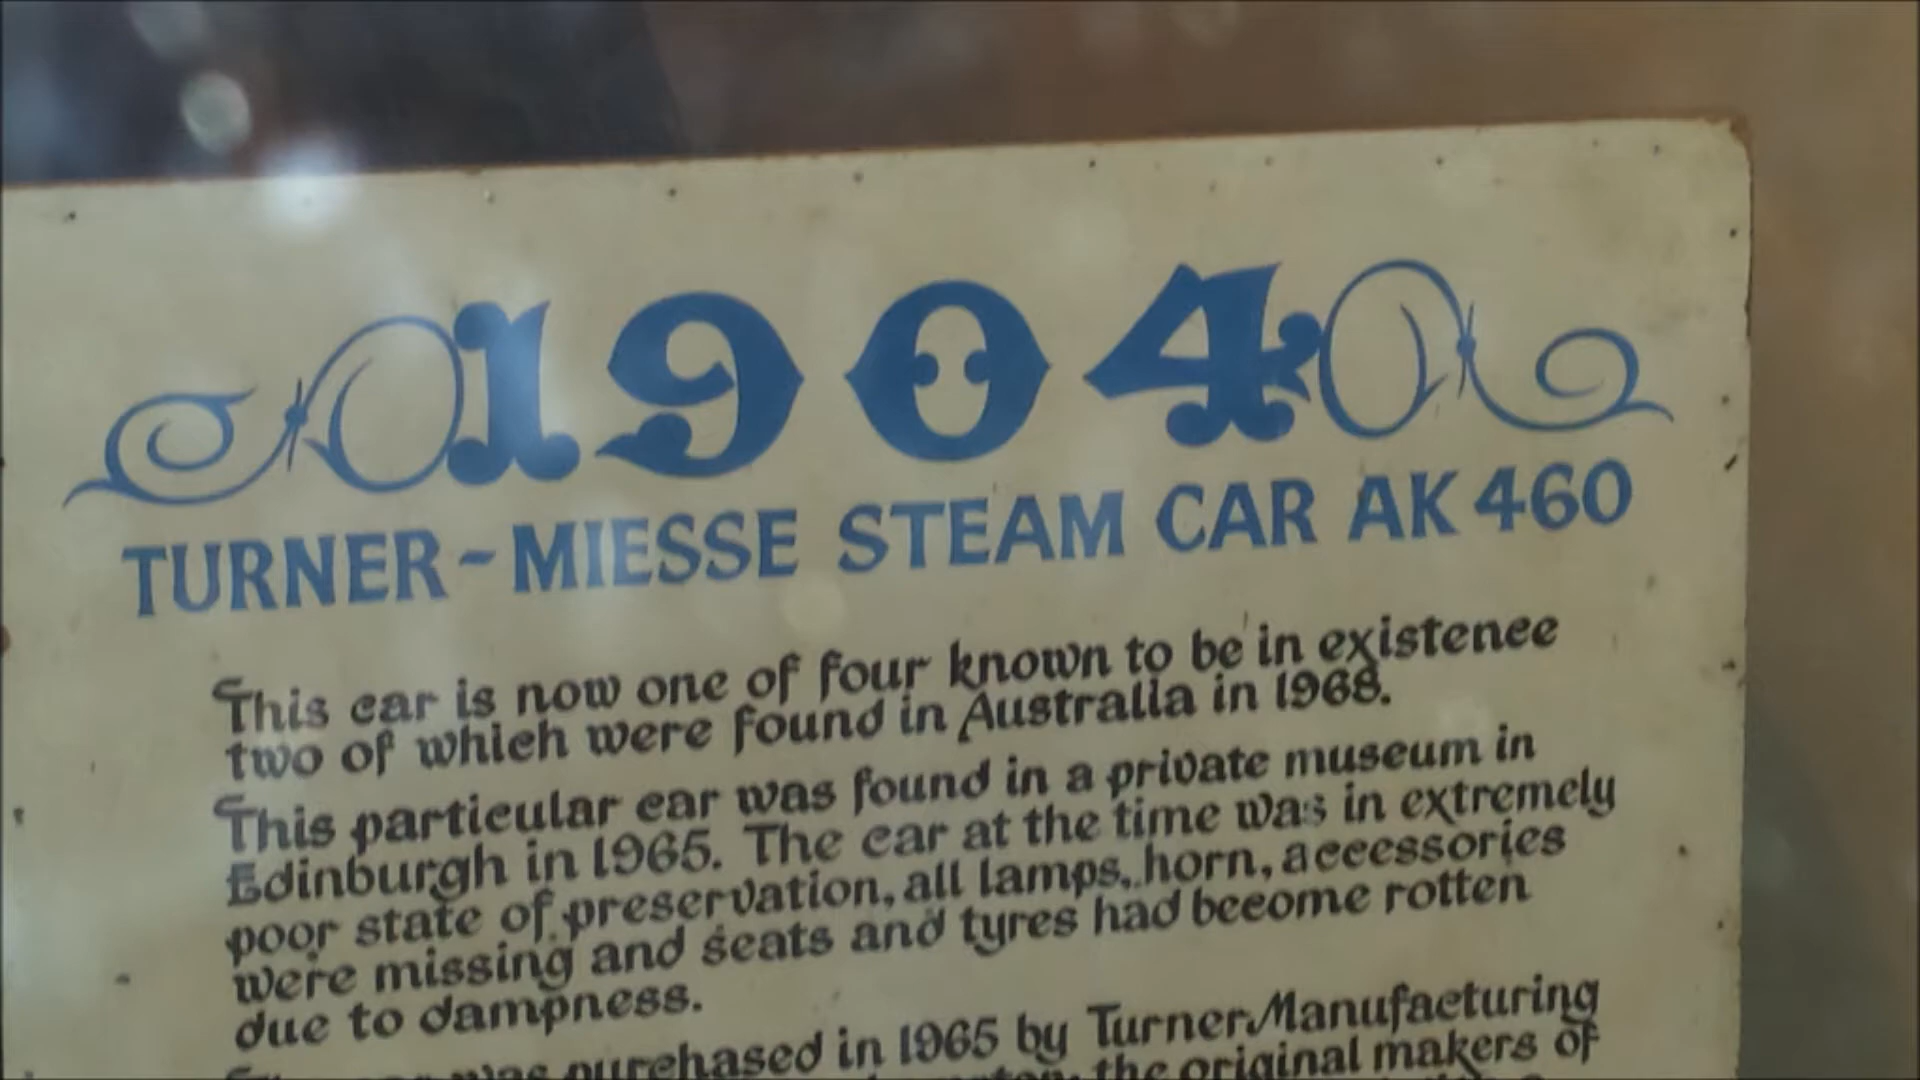 1904
TURNER-MIESSE STEAM CAR AK 460
This car is now one of four known to be in existence
two of which were found in Australia in 1968.
This particular car was found in a private museum in
Edinburgh in 1965. The car at the time was in extremely
poor state of preservation, all lamps, horn, accessories
were missing and seats and tyres had become rotten
due to dampness.
was purchased in 1965 by Turner Manufacturing
the original makers of